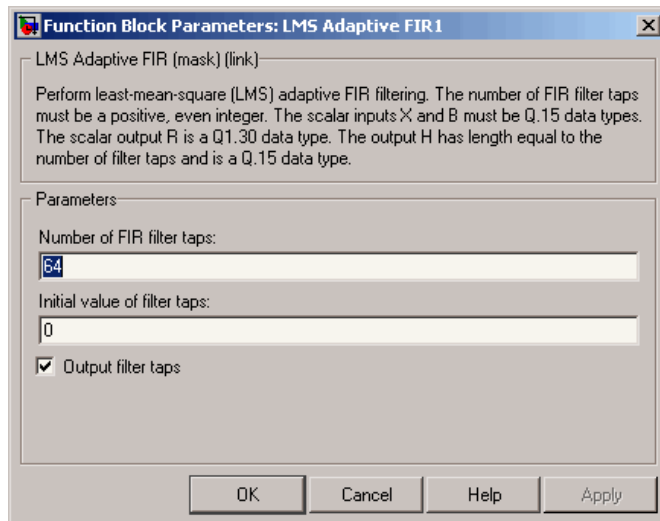 Function Block Parameters: LMS Adaptive FIR1
LMS Adaptive FIR (mask) (link)
Perform least-mean-square (LMS) adaptive FIR filtering. The number of FIR filter taps
must be a positive, even integer. The scalar inputs X and B must be Q.15 data types.
The scalar output R is a Q1.30 data type. The output H has length equal to the
number of filter taps and is a Q.15 data type.
Parameters
Number of FIR filter taps:
64
Initial value of filter taps:
0
Output filter taps
OK Cancel Help Apply